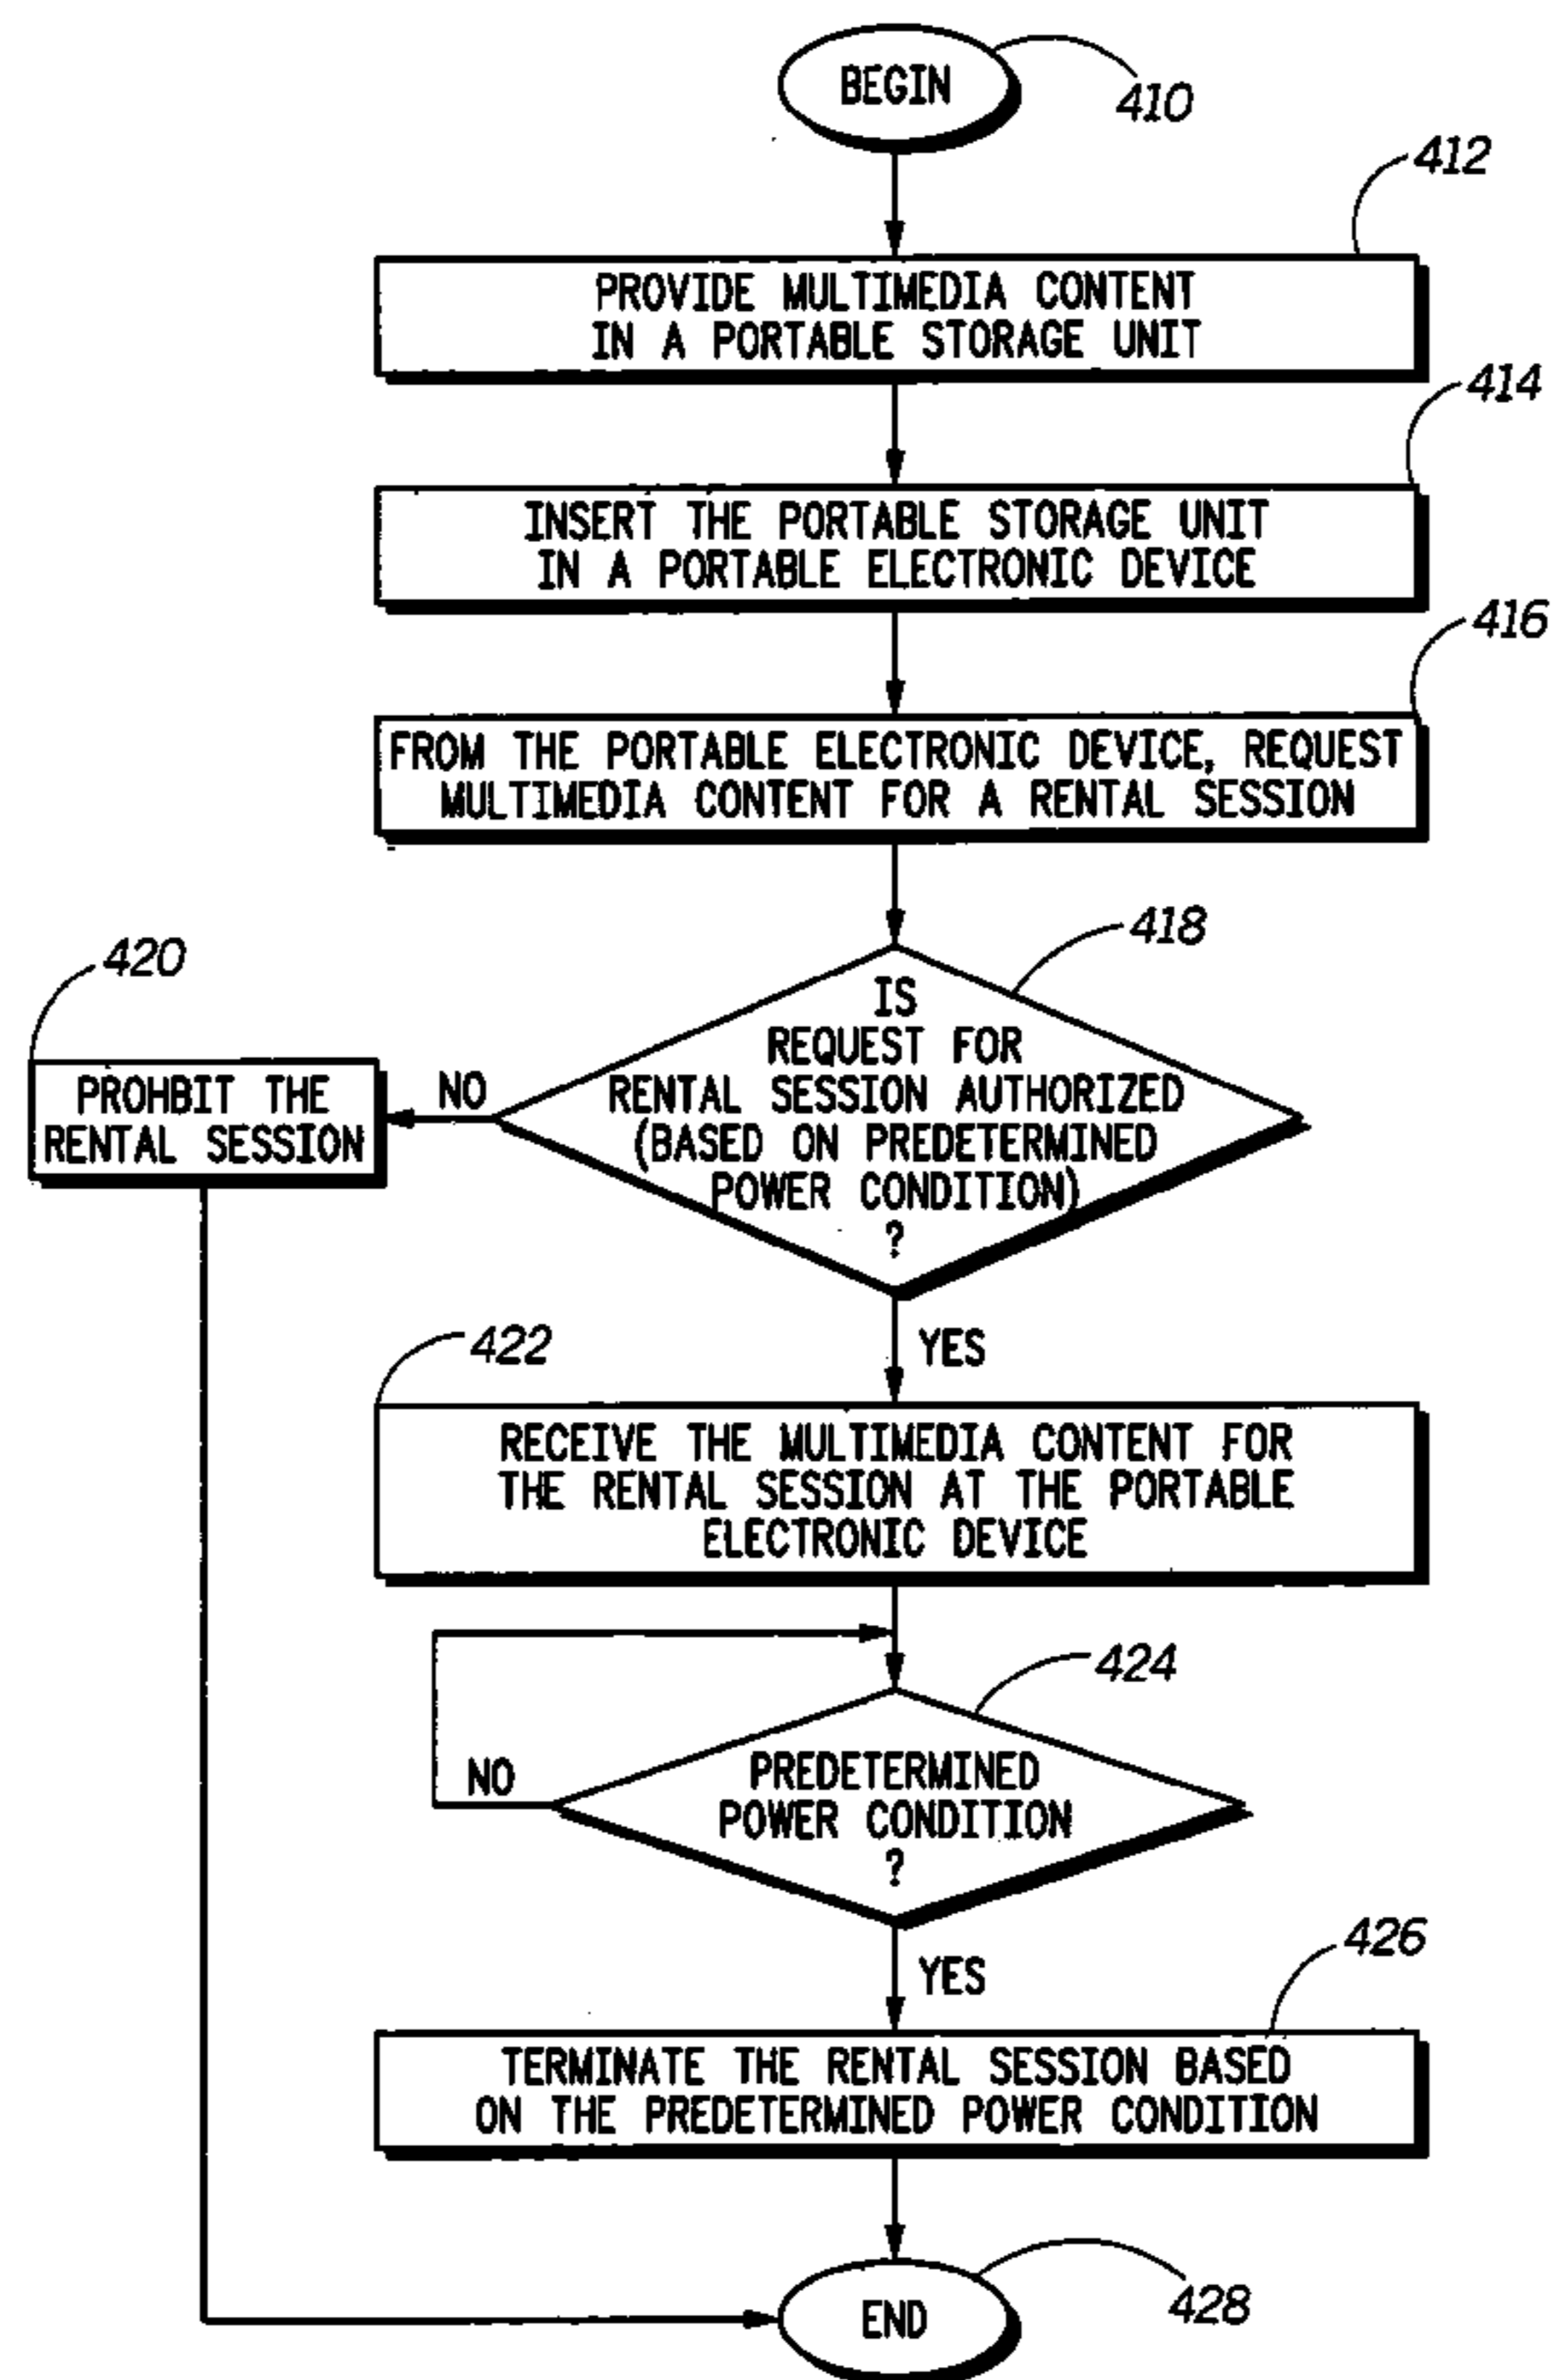 BEGIN
410
412
PROVIDE MULTIMEDIA CONTENT
IN A PORTABLE STORAGE UNIT
414
INSERT THE PORTABLE STORAGE UNIT
IN A PORTABLE ELECTRONIC DEVICE
416
FROM THE PORTABLE ELECTRONIC DEVICE, REQUEST
MULTIMEDIA CONTENT FOR A RENTAL SESSION
418
IS
REQUEST FOR
RENTAL SESSION AUTHORIZED
(BASED ON PREDETERMINED
POWER CONDITION)
?
420
NO
PROHBIT THE
RENTAL SESSION
YES
422
RECEIVE THE MULTIMEDIA CONTENT FOR
THE RENTAL SESSION AT THE PORTABLE
ELECTRONIC DEVICE
424
PREDETERMINED
POWER CONDITION
?
NO
YES
426
TERMINATE THE RENTAL SESSION BASED
ON THE PREDETERMINED POWER CONDITION
END
428